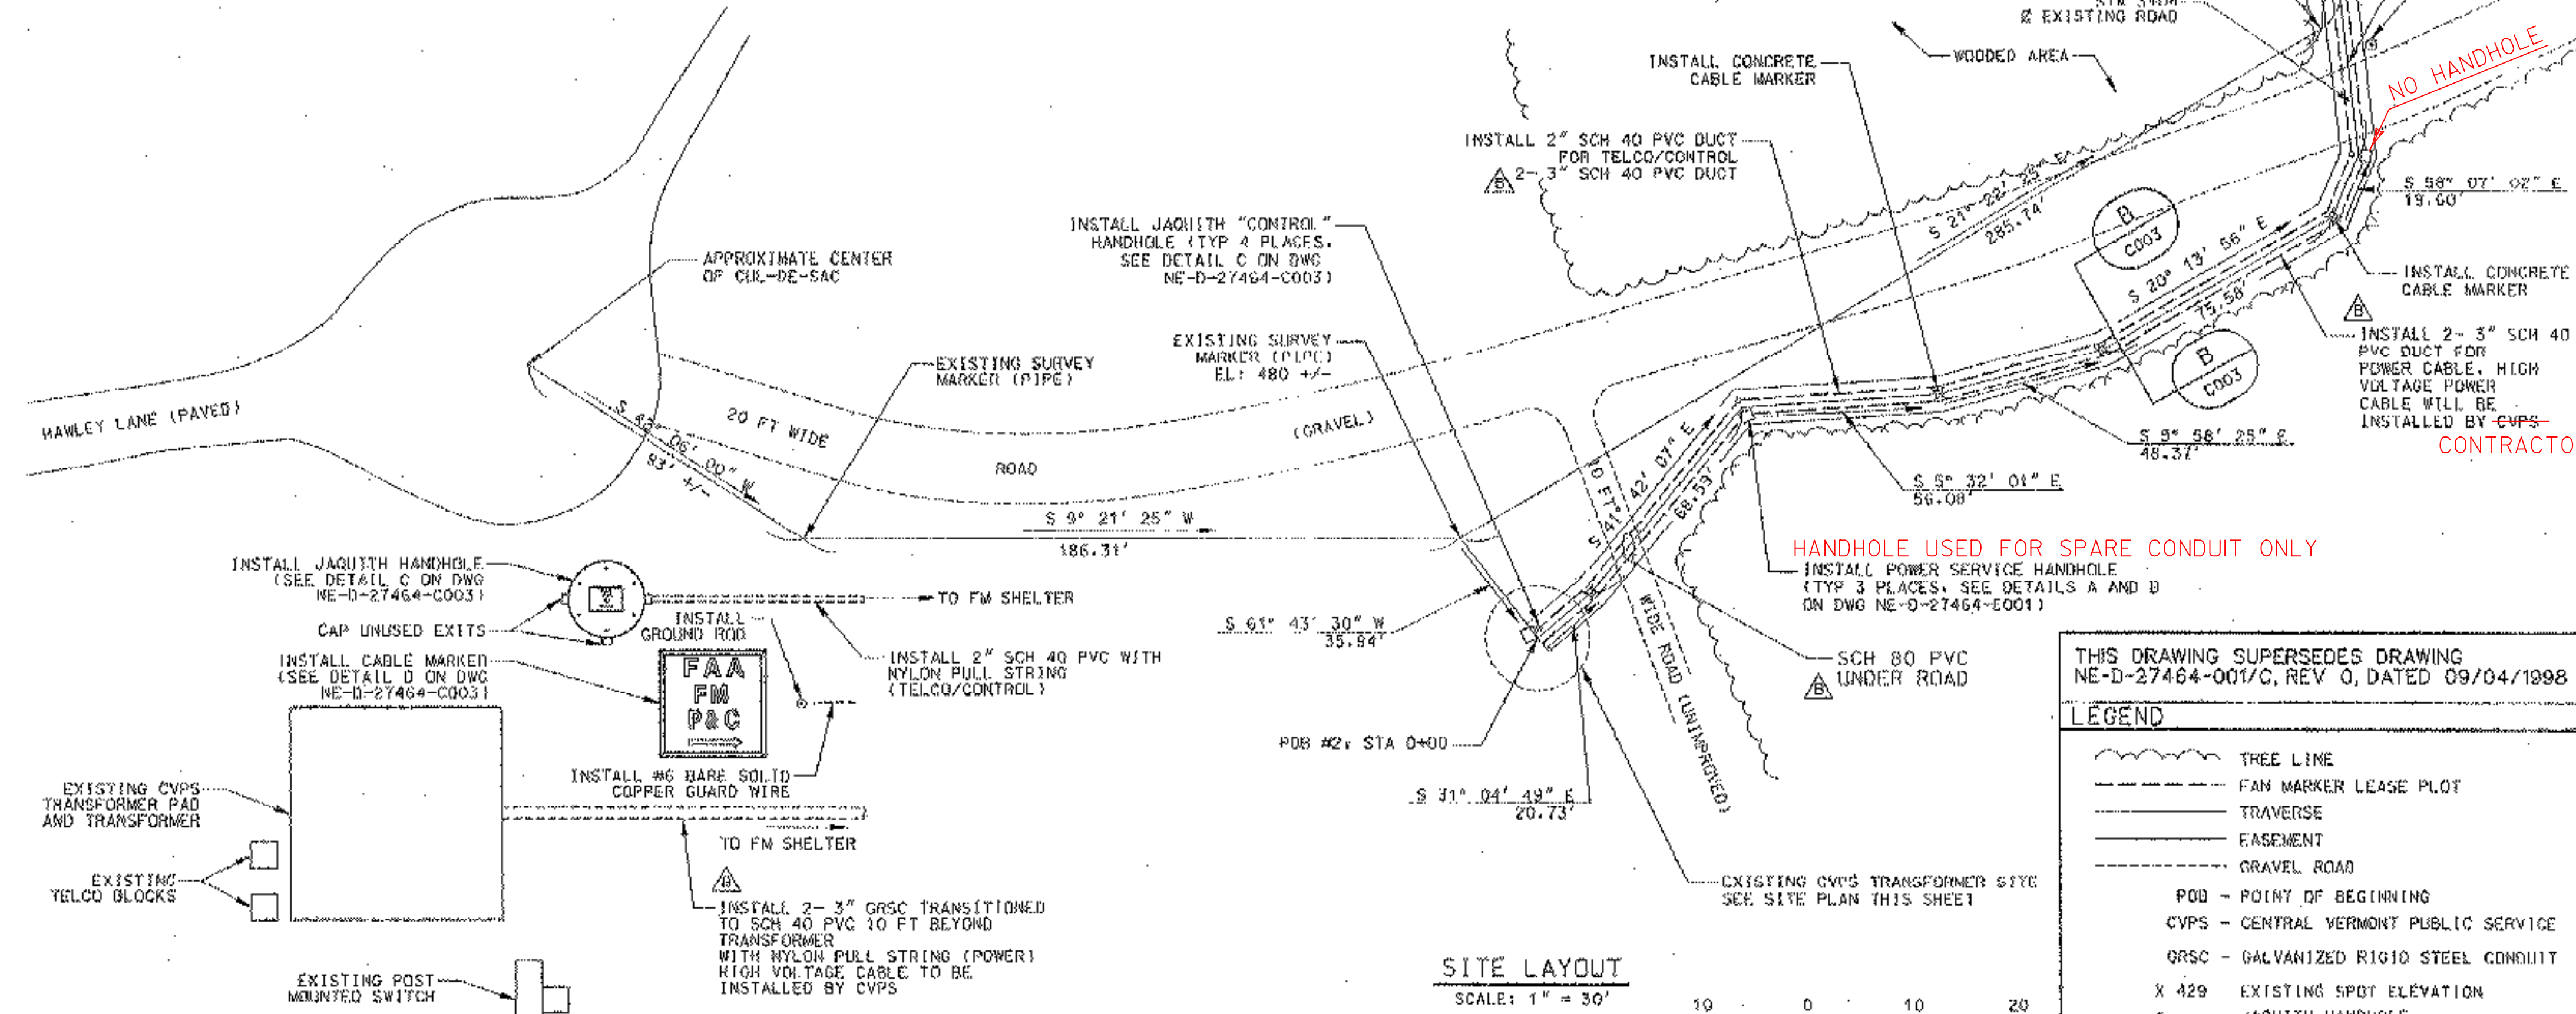 ₵ EXISTING ROAD
NO HANDHOLE
WOODED AREA
INSTALL CONCRETE
CABLE MARKER
INSTALL 2" SCH 40 PVC DUCT
FOR TELCO/CONTROL
B 2- 3" SCH 40 PVC DUCT
S 21° 22' 25" E
285.74'
S 58° 07' 02" E
19.60'
B
C003
S 20° 13' 56" E
75.58'
INSTALL CONCRETE
CABLE MARKER
B
INSTALL 2- 3" SCH 40
PVC DUCT FOR
POWER CABLE. HIGH
VOLTAGE POWER
CABLE WILL BE
INSTALLED BY CVPS
CONTRACTO
B
C003
INSTALL JAQUITH "CONTROL"
HANDHOLE (TYP 4 PLACES.
SEE DETAIL C ON DWG
NE-D-27464-C003)
APPROXIMATE CENTER
OF CUL-DE-SAC
EXISTING SURVEY
MARKER (PIPE)
EL: 480 +/-
EXISTING SURVEY
MARKER (PIPE)
HAWLEY LANE (PAVED)
20 FT WIDE
ROAD
(GRAVEL)
S 42° 06' 00" W
83' +/-
S 9° 21' 25" W
186.31'
S 9° 58' 25" E
48.37'
S 5° 32' 01" E
56.08'
S 41° 42' 07" E
68.59'
10 FT
WIDE ROAD (UNIMPROVED)
HANDHOLE USED FOR SPARE CONDUIT ONLY
INSTALL POWER SERVICE HANDHOLE
(TYP 3 PLACES. SEE DETAILS A AND B
ON DWG NE-D-27464-E001)
S 61° 43' 30" W
35.94'
SCH 80 PVC
B UNDER ROAD
POB #2, STA 0+00
S 31° 04' 49" E
20.73'
EXISTING CVPS TRANSFORMER SITE
SEE SITE PLAN THIS SHEET
INSTALL JAQUITH HANDHOLE
(SEE DETAIL C ON DWG
NE-D-27464-C003)
TO FM SHELTER
CAP UNUSED EXITS
INSTALL
GROUND ROD
INSTALL 2" SCH 40 PVC WITH
NYLON PULL STRING
(TELCO/CONTROL)
INSTALL CABLE MARKER
(SEE DETAIL D ON DWG
NE-D-27464-C003)
FAA
FM
P&C
INSTALL #6 BARE SOLID
COPPER GUARD WIRE
EXISTING CVPS
TRANSFORMER PAD
AND TRANSFORMER
TO FM SHELTER
EXISTING
TELCO BLOCKS
B
INSTALL 2- 3" GRSC TRANSITIONED
TO SCH 40 PVC 10 FT BEYOND
TRANSFORMER
WITH NYLON PULL STRING (POWER)
HIGH VOLTAGE CABLE TO BE
INSTALLED BY CVPS
EXISTING POST
MOUNTED SWITCH
SITE LAYOUT
SCALE: 1" = 30'
10 0 10 20
THIS DRAWING SUPERSEDES DRAWING
NE-D-27464-001/C, REV 0, DATED 09/04/1998
LEGEND
TREE LINE
FAN MARKER LEASE PLOT
TRAVERSE
EASEMENT
GRAVEL ROAD
POB - POINT OF BEGINNING
CVPS - CENTRAL VERMONT PUBLIC SERVICE
GRSC - GALVANIZED RIGID STEEL CONDUIT
X 429 EXISTING SPOT ELEVATION